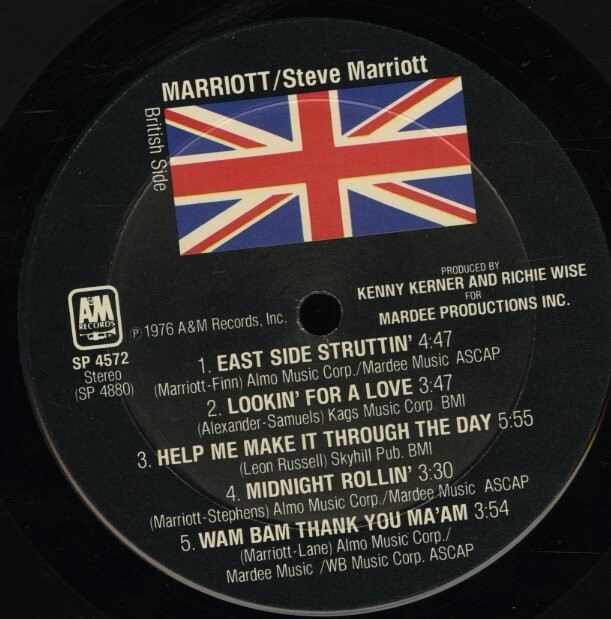 MARRIOTT/Steve Marriott
British Side
PRODUCED BY
KENNY KERNER AND RICHIE WISE
FOR
MARDEE PRODUCTIONS INC.
A&M
RECORDS
SP 4572
Stereo
(SP 4880)
℗ 1976 A&M Records, Inc.
1. EAST SIDE STRUTTIN' 4:47
(Marriott-Finn) Almo Music Corp./Mardee Music ASCAP
2. LOOKIN' FOR A LOVE 3:47
(Alexander-Samuels) Kags Music Corp BMI
3. HELP ME MAKE IT THROUGH THE DAY 5:55
(Leon Russell) Skyhill Pub. BMI
4. MIDNIGHT ROLLIN' 3:30
(Marriott-Stephens) Almo Music Corp./Mardee Music ASCAP
5. WAM BAM THANK YOU MA'AM 3:54
(Marriott-Lane) Almo Music Corp./
Mardee Music /WB Music Corp. ASCAP